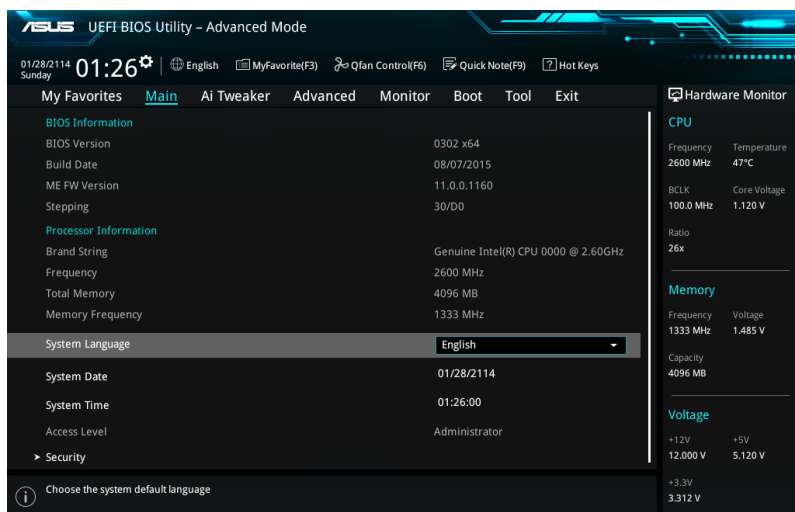 ASUS UEFI BIOS Utility – Advanced Mode
01/28/2114
Sunday
01:26
English
MyFavorite(F3)
Qfan Control(F6)
Quick Note(F9)
? Hot Keys
My Favorites Main Ai Tweaker Advanced Monitor Boot Tool Exit
Hardware Monitor
BIOS Information
BIOS Version 0302 x64
Build Date 08/07/2015
ME FW Version 11.0.0.1160
Stepping 30/D0
Processor Information
Brand String Genuine Intel(R) CPU 0000 @ 2.60GHz
Frequency 2600 MHz
Total Memory 4096 MB
Memory Frequency 1333 MHz
System Language English
System Date 01/28/2114
System Time 01:26:00
Access Level Administrator
Security
i Choose the system default language
CPU
Frequency Temperature
2600 MHz 47°C
BCLK Core Voltage
100.0 MHz 1.120 V
Ratio
26x
Memory
Frequency Voltage
1333 MHz 1.485 V
Capacity
4096 MB
Voltage
+12V +5V
12.000 V 5.120 V
+3.3V
3.312 V